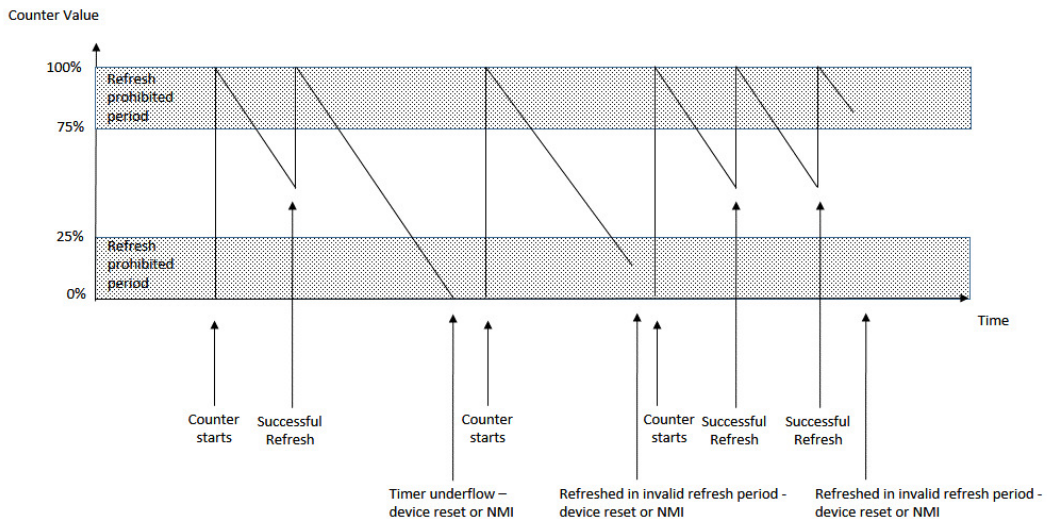 Counter Value
100%
Refresh
prohibited
period
75%
25%
Refresh
prohibited
period
0%
Time
Counter
starts
Successful
Refresh
Counter
starts
Counter
starts
Successful
Refresh
Successful
Refresh
Timer underflow –
device reset or NMI
Refreshed in invalid refresh period -
device reset or NMI
Refreshed in invalid refresh period -
device reset or NMI